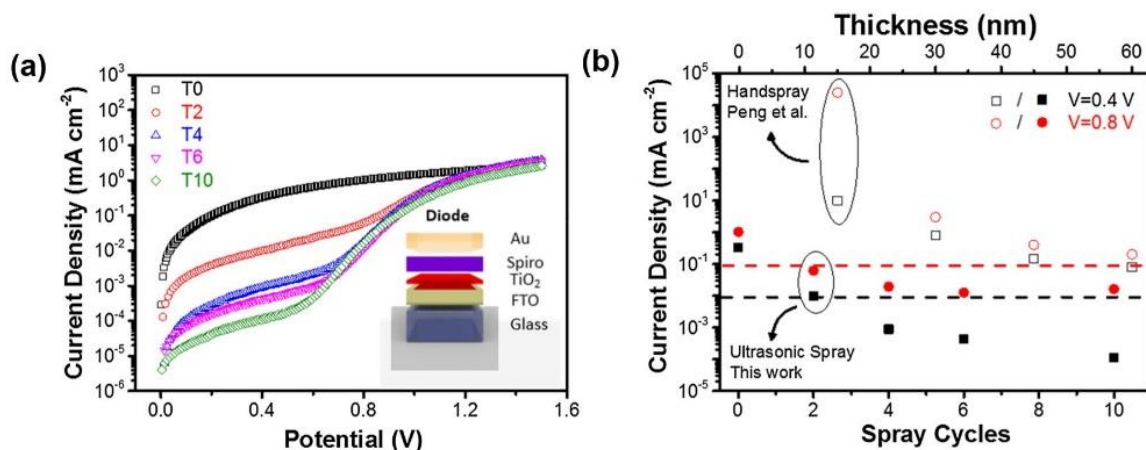 (a)
10³
10²
10¹
10⁰
10⁻¹
10⁻²
10⁻³
10⁻⁴
10⁻⁵
10⁻⁶
Current Density (mA cm⁻²)
T0
T2
T4
T6
T10
Diode
Au
Spiro
TiO₂
FTO
Glass
0.0 0.4 0.8 1.2 1.6
Potential (V)
(b)
Thickness (nm)
0 10 20 30 40 50 60
10⁵
10³
10¹
10⁻¹
10⁻³
10⁻⁵
Current Density (mA cm⁻²)
Handspray
Peng et al.
/ V=0.4 V
/ V=0.8 V
Ultrasonic Spray
This work
0 2 4 6 8 10
Spray Cycles